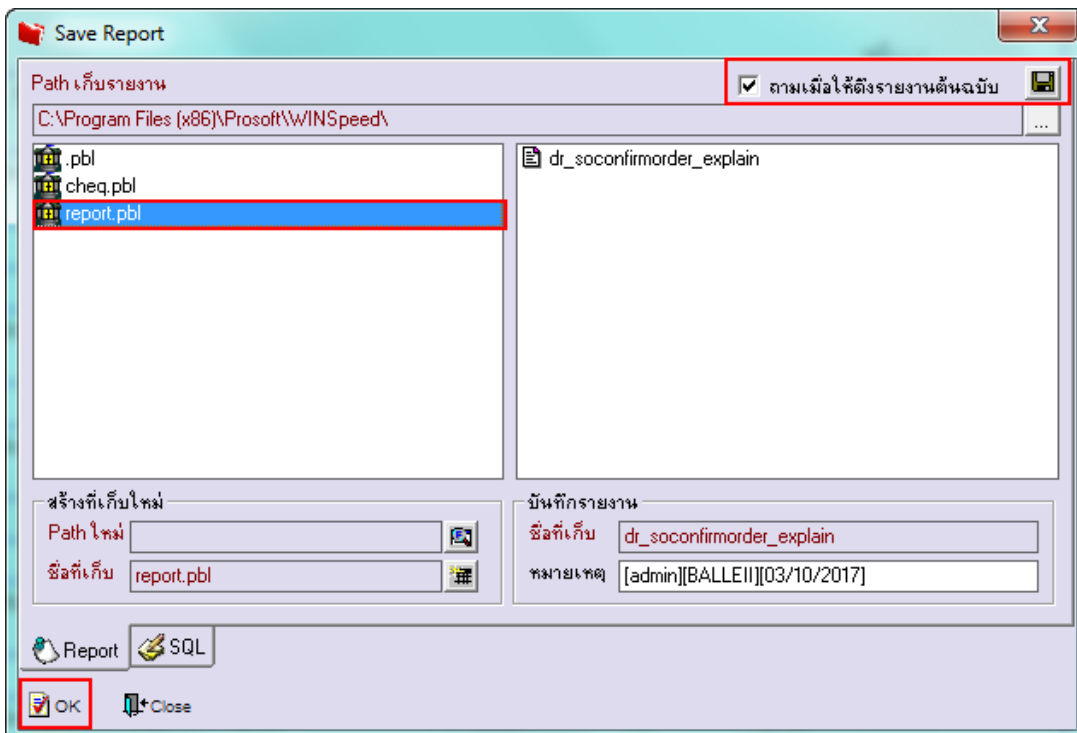 Save Report
Path เก็บรายงาน
ถามเมื่อให้ดึงรายงานต้นฉบับ
C:\Program Files (x86)\Prosoft\WINSpeed\
...
.pbl
cheq.pbl
report.pbl
dr_soconfirmorder_explain
สร้างที่เก็บใหม่
Path ใหม่
ชื่อที่เก็บ report.pbl
บันทึกรายงาน
ชื่อที่เก็บ dr_soconfirmorder_explain
หมายเหตุ [admin][BALLEII][03/10/2017]
Report SQL
OK Close